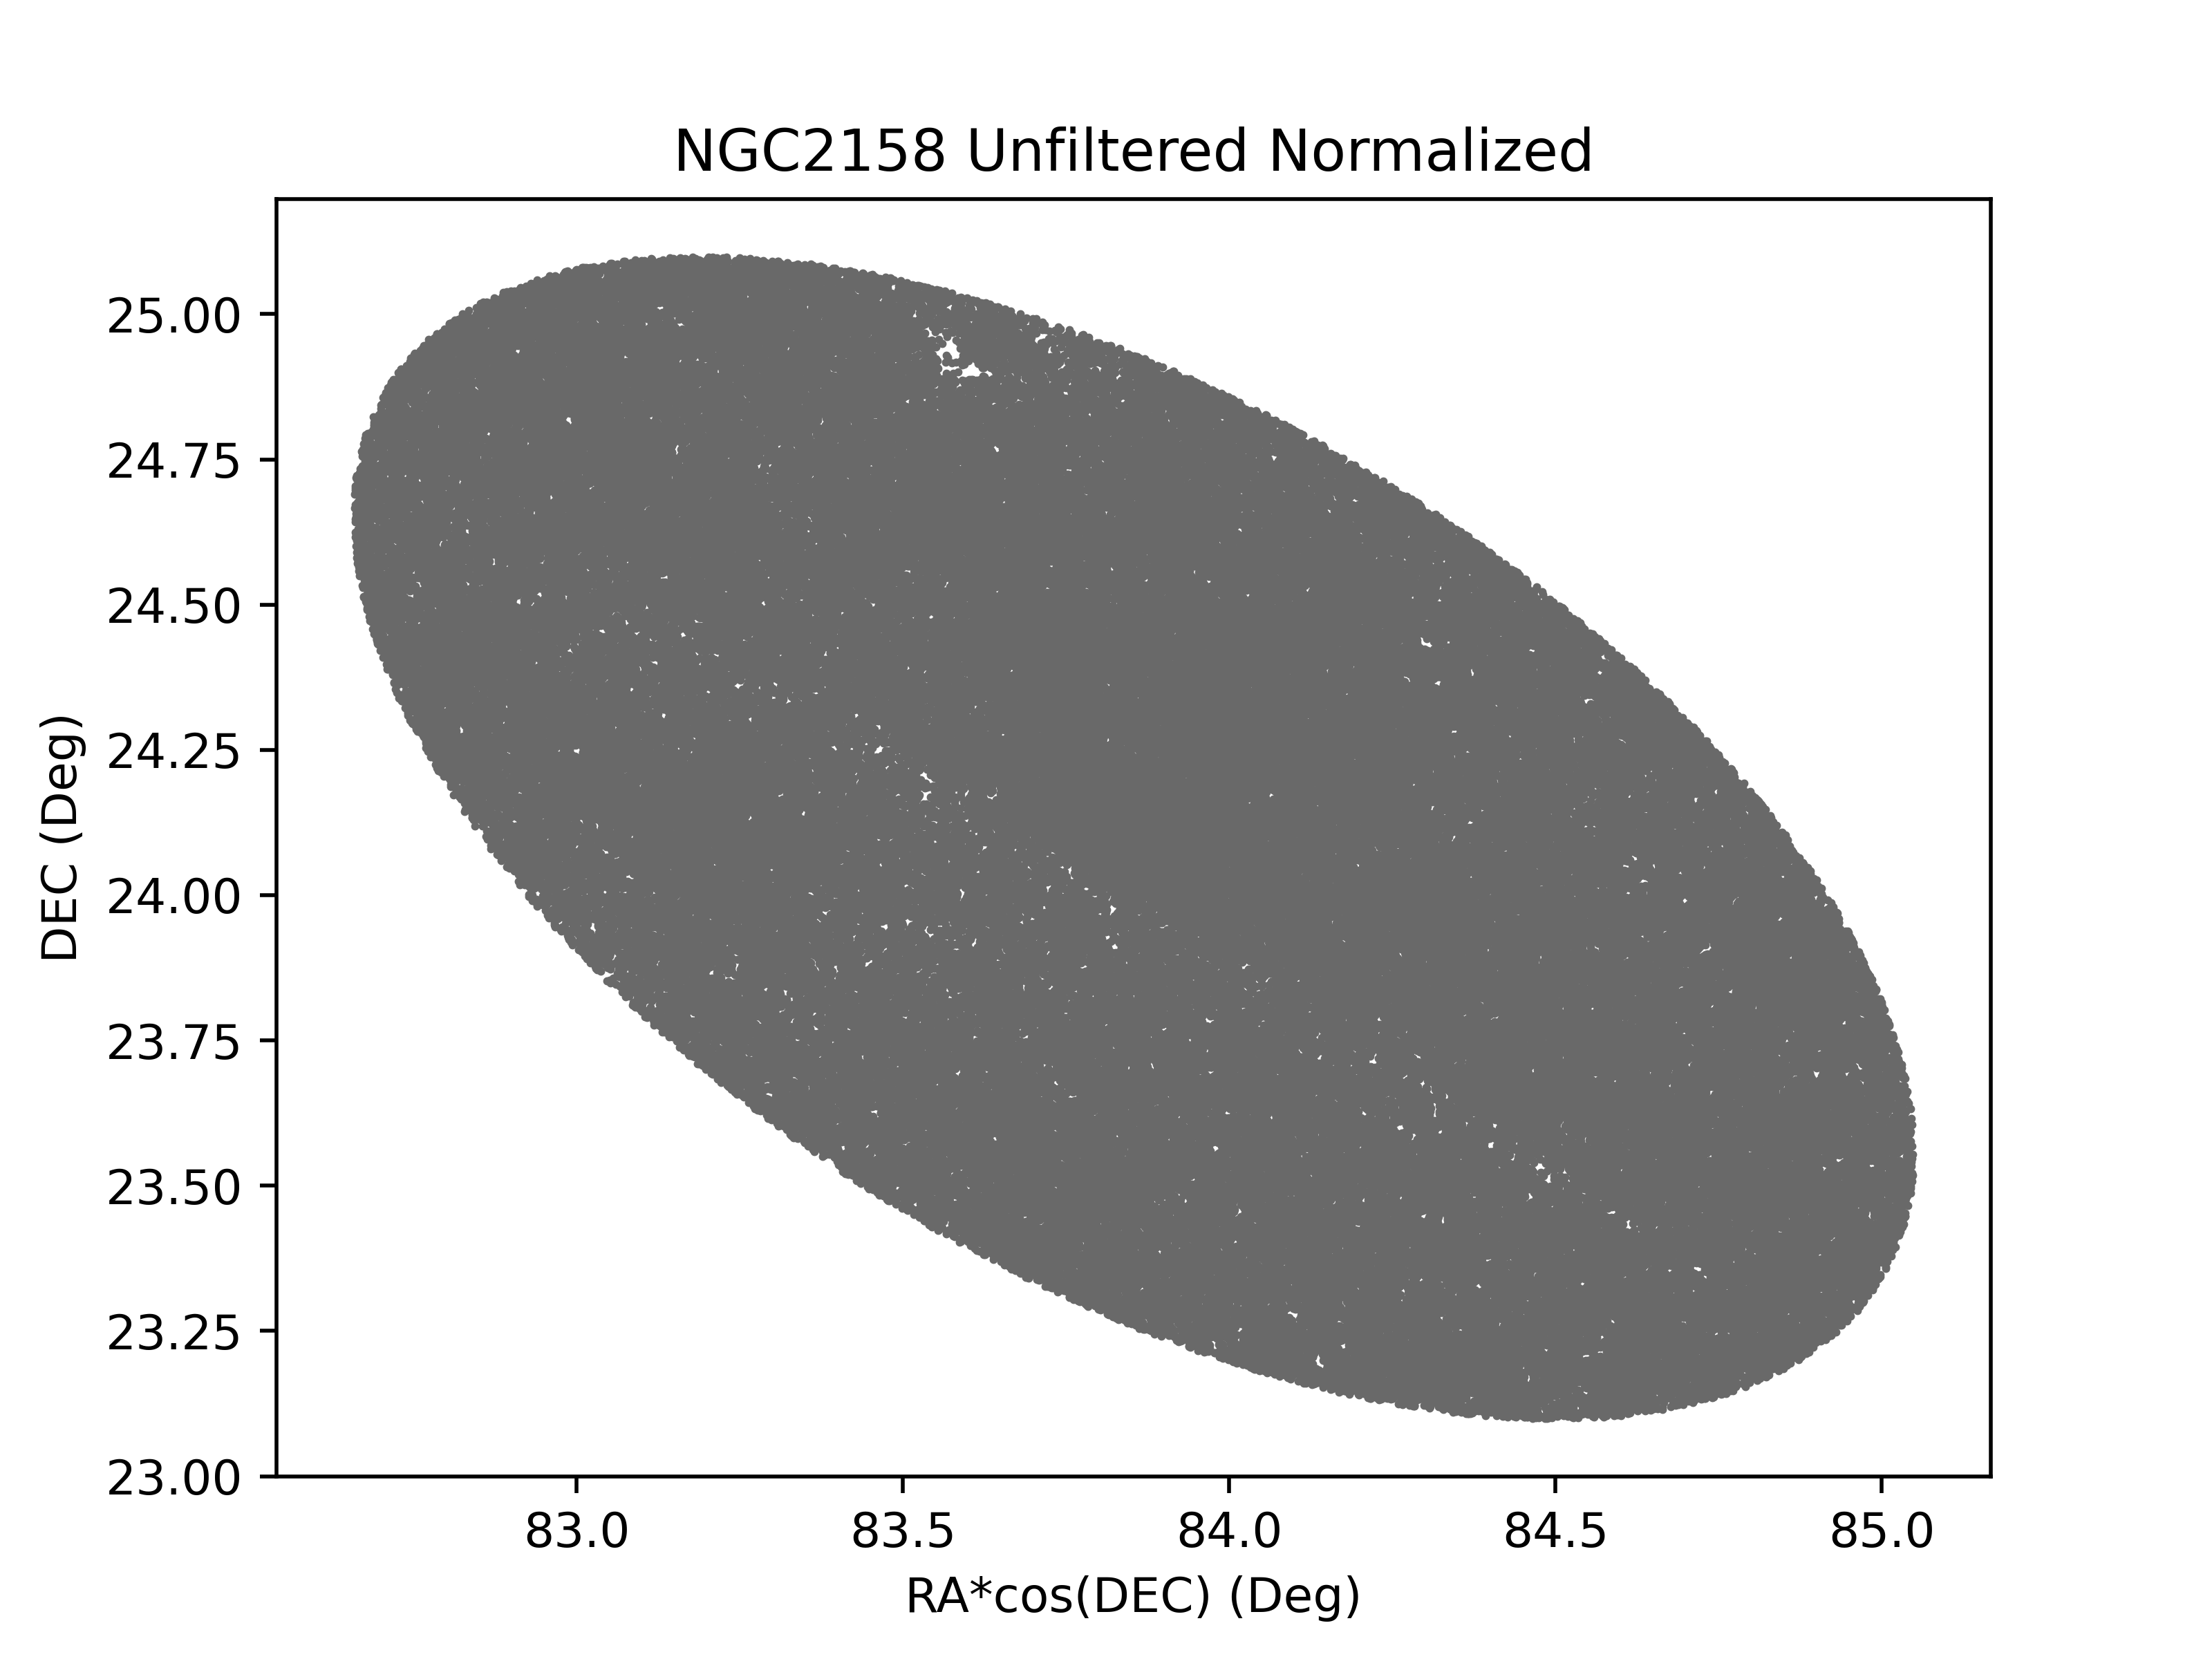 NGC2158 Unfiltered Normalized
25.00
24.75
24.50
24.25
24.00
23.75
23.50
23.25
23.00
DEC (Deg)
83.0 83.5 84.0 84.5 85.0
RA*cos(DEC) (Deg)